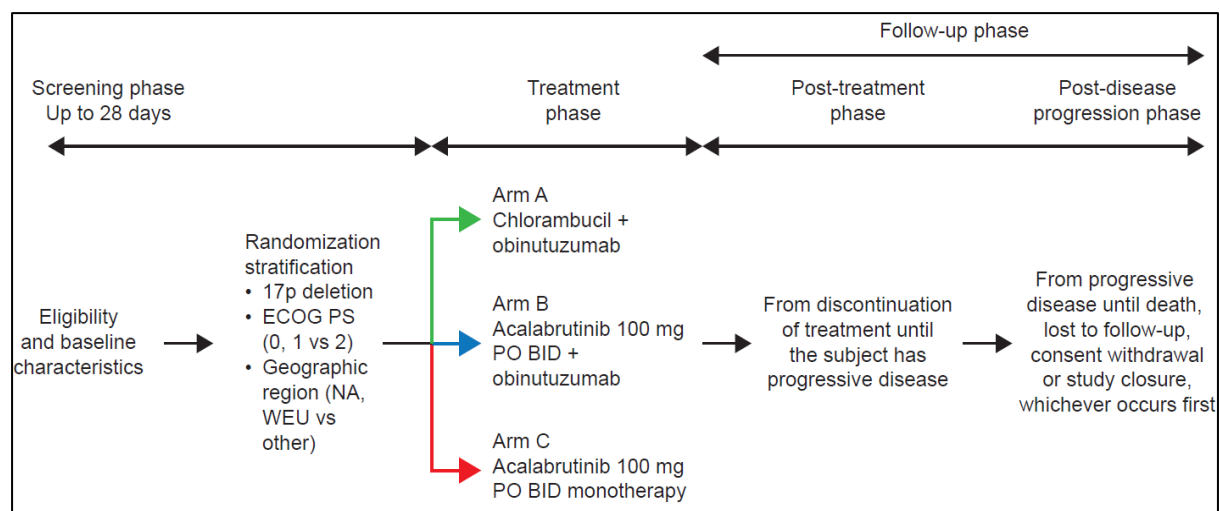 Follow-up phase
Screening phase
Up to 28 days
Treatment
phase
Post-treatment
phase
Post-disease
progression phase
Eligibility
and baseline
characteristics
Randomization
stratification
• 17p deletion
• ECOG PS
(0, 1 vs 2)
• Geographic
region (NA,
WEU vs
other)
Arm A
Chlorambucil +
obinutuzumab
Arm B
Acalabrutinib 100 mg
PO BID +
obinutuzumab
Arm C
Acalabrutinib 100 mg
PO BID monotherapy
From discontinuation
of treatment until
the subject has
progressive disease
From progressive
disease until death,
lost to follow-up,
consent withdrawal
or study closure,
whichever occurs first